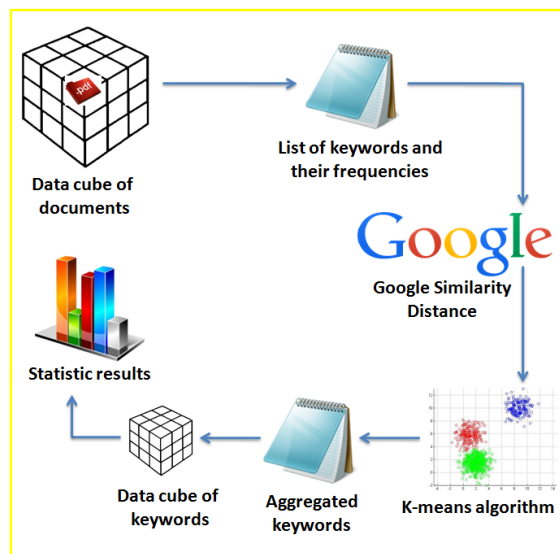 .pdf
List of keywords and
their frequencies
Data cube of
documents
Google
Google Similarity
Distance
Statistic results
K-means algorithm
Aggregated
keywords
Data cube of
keywords